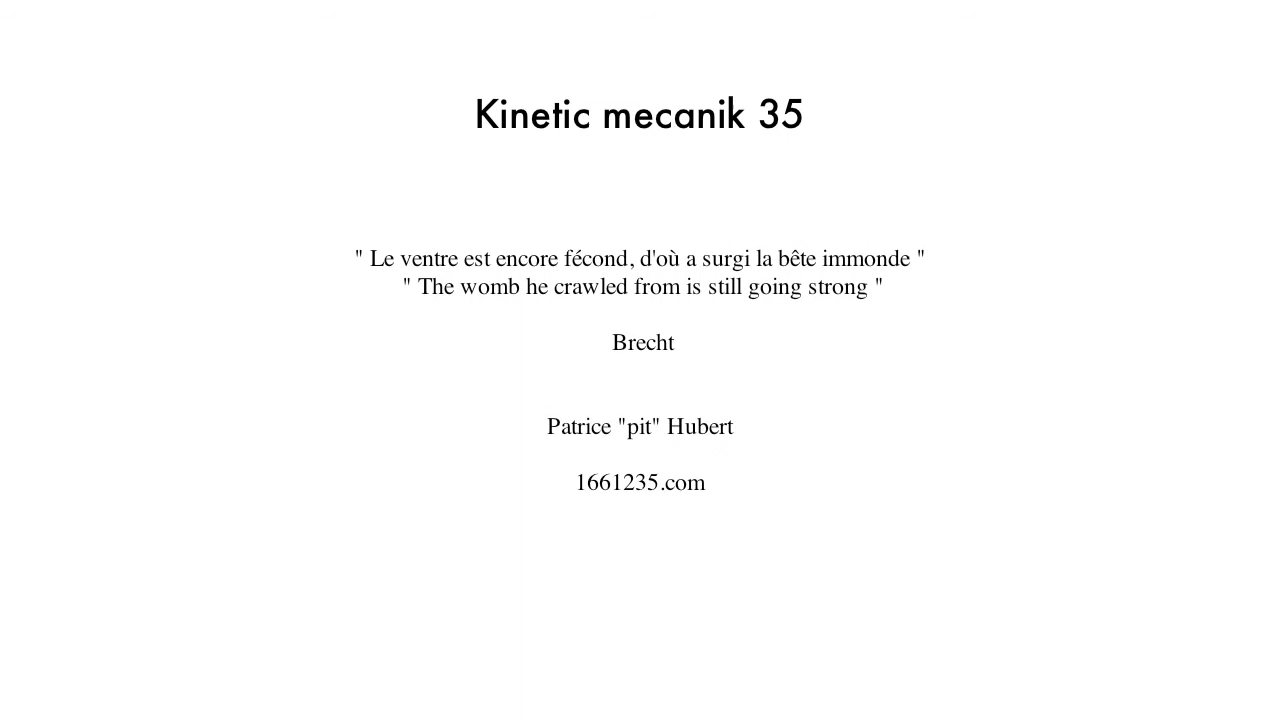 Kinetic mecanik 35
" Le ventre est encore fécond, d'où a surgi la bête immonde "
" The womb he crawled from is still going strong "
Brecht
Patrice "pit" Hubert
1661235.com